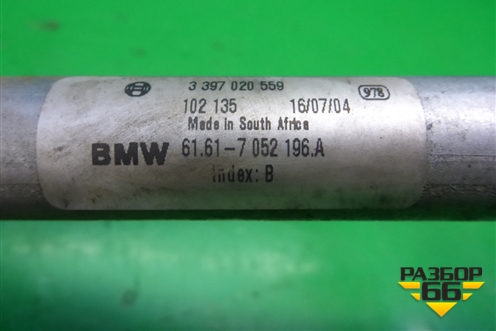 3 397 020 559
102 135 16/07/04 978
Made in South Africa
BMW 61.61-7 052 196.A
Index: B
РАЗБОР
66